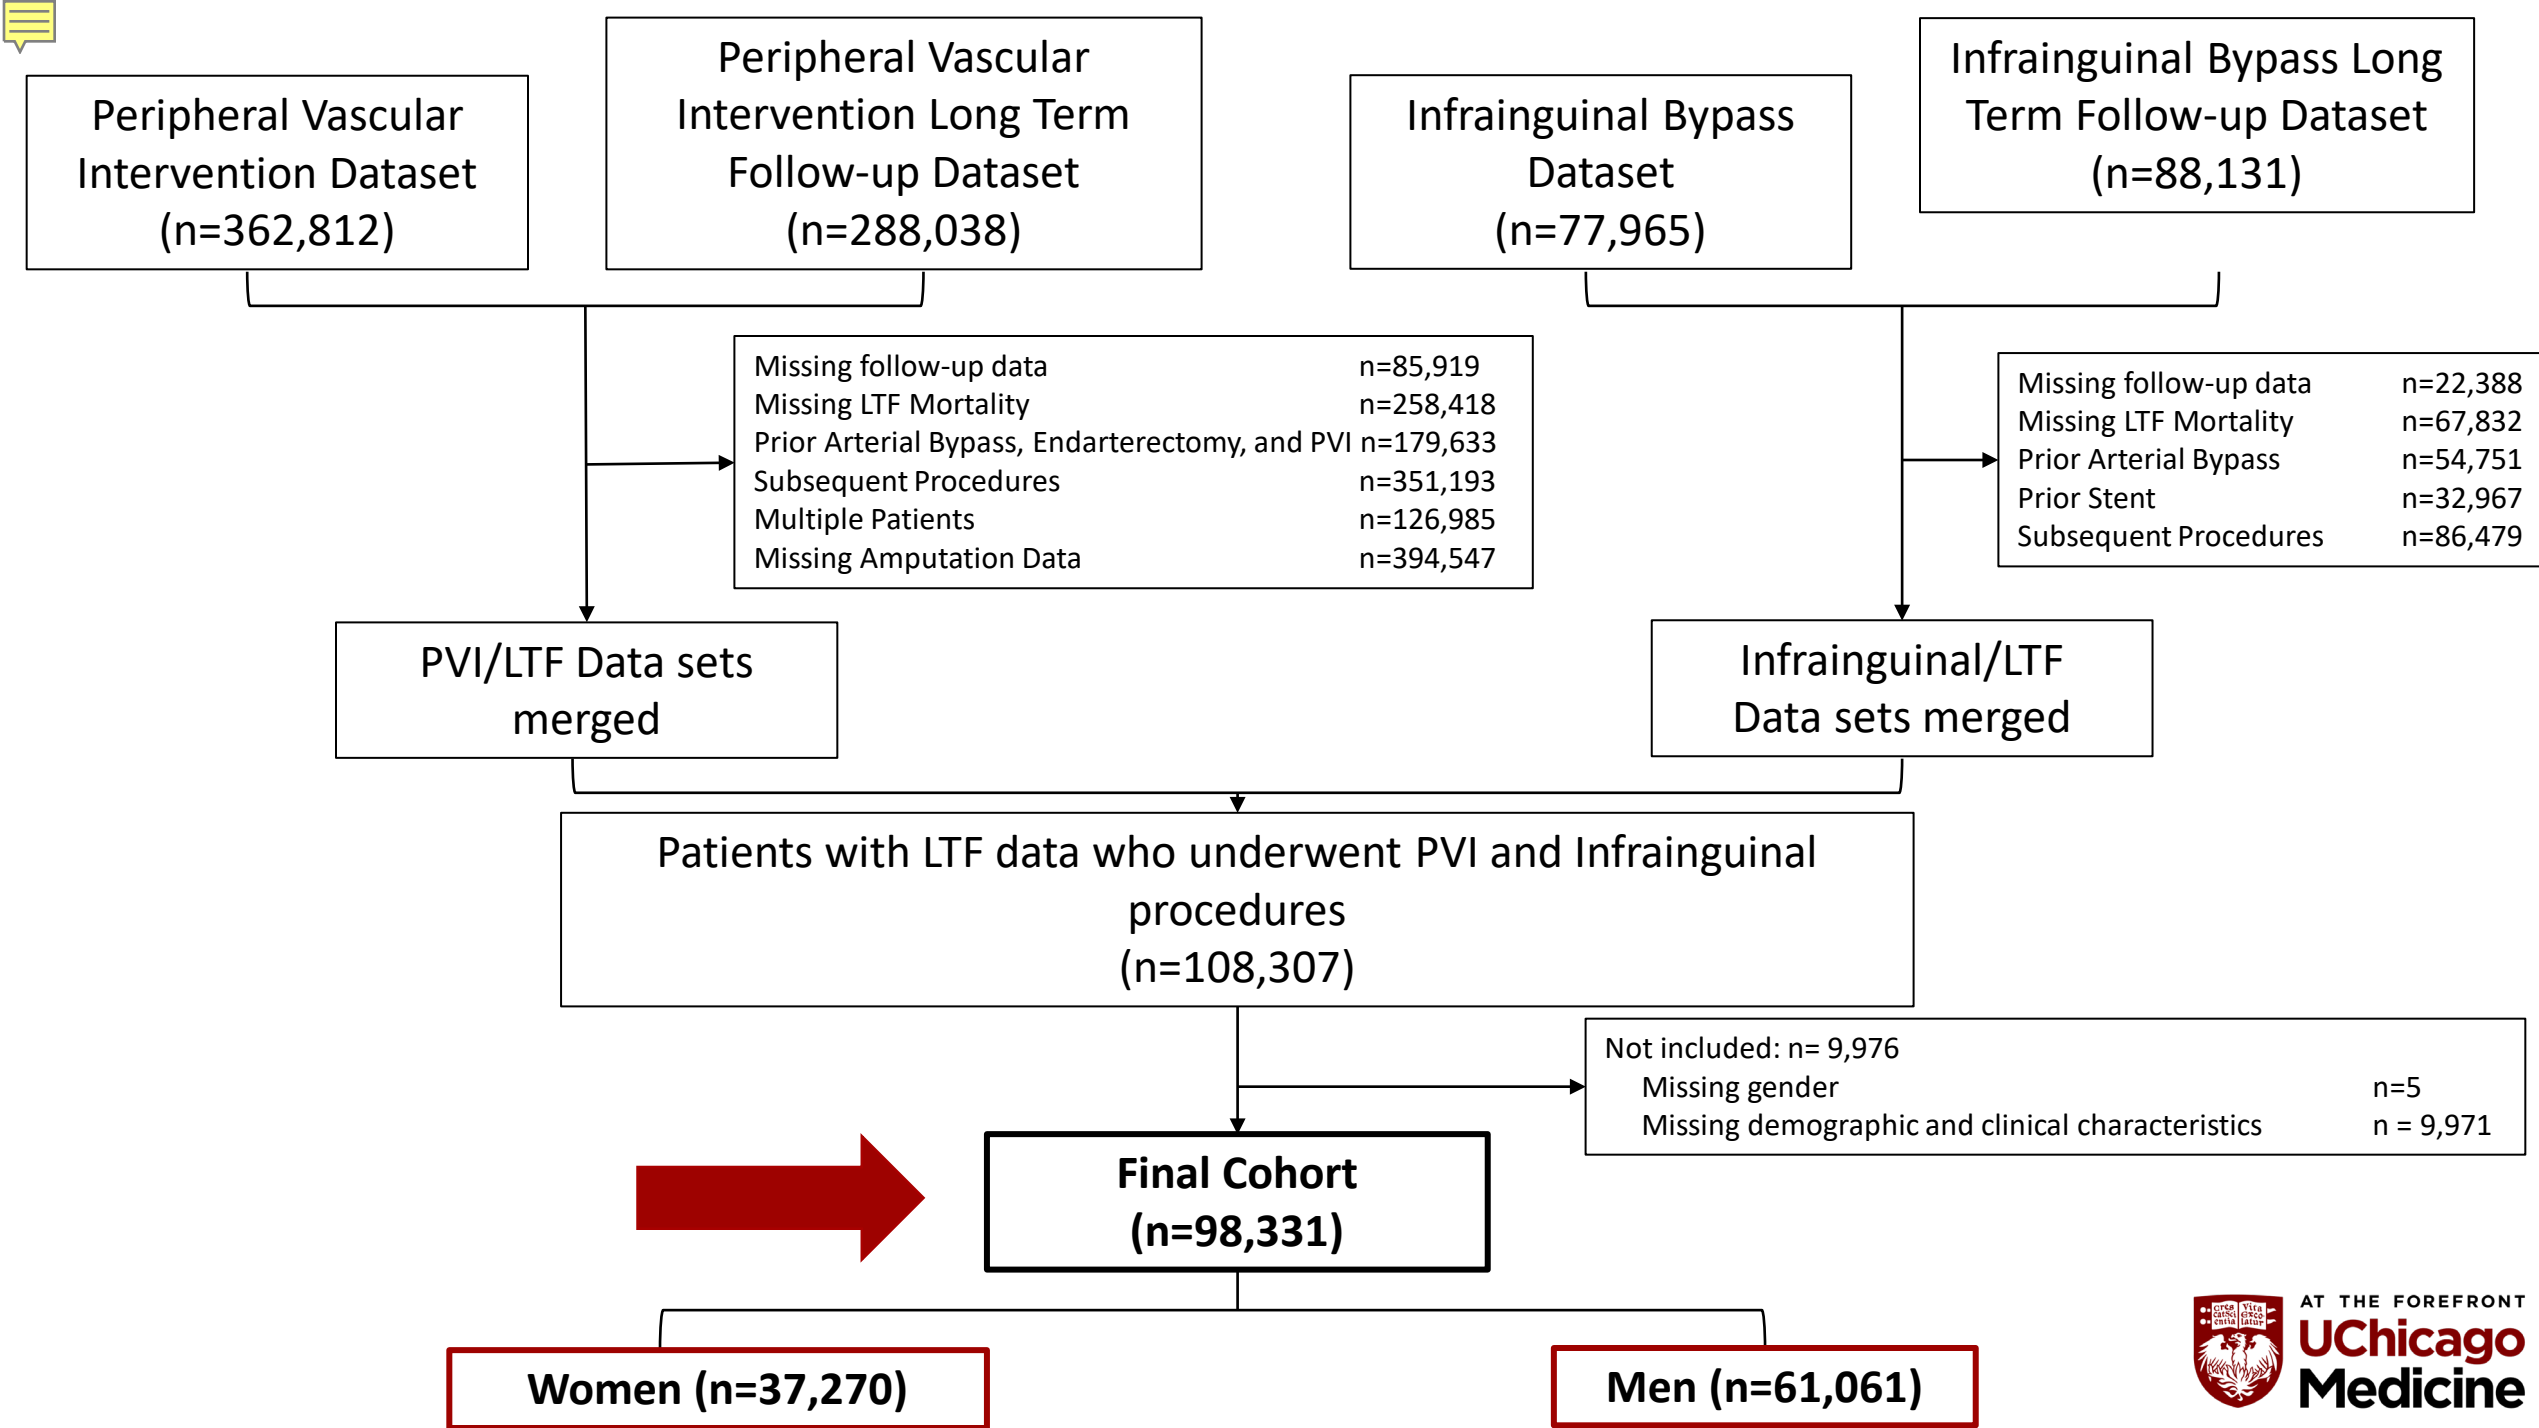 Peripheral Vascular
Intervention Dataset
(n=362,812)
Peripheral Vascular
Intervention Long Term
Follow-up Dataset
(n=288,038)
Infrainguinal Bypass
Dataset
(n=77,965)
Infrainguinal Bypass Long
Term Follow-up Dataset
(n=88,131)
Missing follow-up data n=85,919
Missing LTF Mortality n=258,418
Prior Arterial Bypass, Endarterectomy, and PVI n=179,633
Subsequent Procedures n=351,193
Multiple Patients n=126,985
Missing Amputation Data n=394,547
Missing follow-up data n=22,388
Missing LTF Mortality n=67,832
Prior Arterial Bypass n=54,751
Prior Stent n=32,967
Subsequent Procedures n=86,479
PVI/LTF Data sets
merged
Infrainguinal/LTF
Data sets merged
Patients with LTF data who underwent PVI and Infrainguinal
procedures
(n=108,307)
Not included: n= 9,976
Missing gender n=5
Missing demographic and clinical characteristics n = 9,971
Final Cohort
(n=98,331)
Women (n=37,270)
Men (n=61,061)
AT THE FOREFRONT
UChicago
Medicine